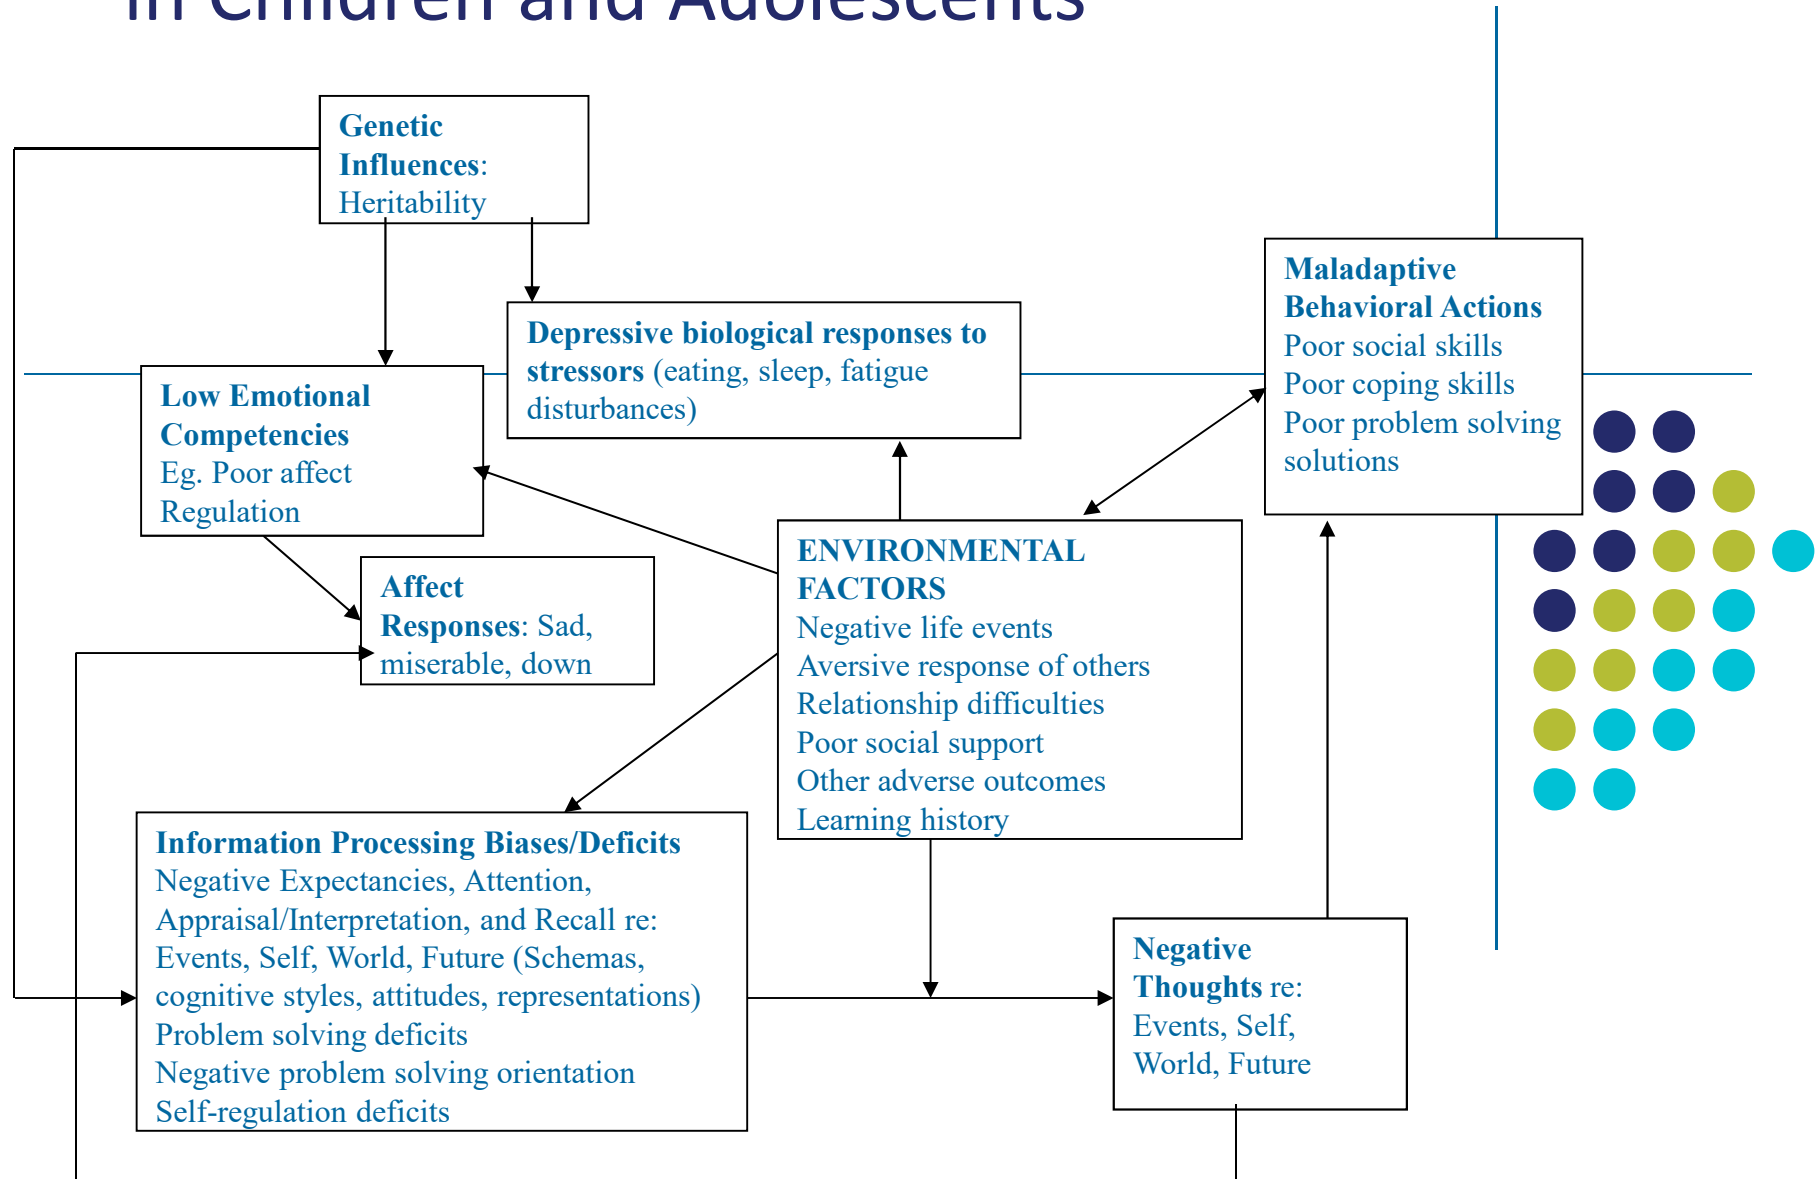 in Children and Adolescents
Genetic
Influences:
Heritability
Depressive biological responses to
stressors (eating, sleep, fatigue
disturbances)
Maladaptive
Behavioral Actions
Poor social skills
Poor coping skills
Poor problem solving
solutions
Low Emotional
Competencies
Eg. Poor affect
Regulation
Affect
Responses: Sad,
miserable, down
ENVIRONMENTAL
FACTORS
Negative life events
Aversive response of others
Relationship difficulties
Poor social support
Other adverse outcomes
Learning history
Information Processing Biases/Deficits
Negative Expectancies, Attention,
Appraisal/Interpretation, and Recall re:
Events, Self, World, Future (Schemas,
cognitive styles, attitudes, representations)
Problem solving deficits
Negative problem solving orientation
Self-regulation deficits
Negative
Thoughts re:
Events, Self,
World, Future